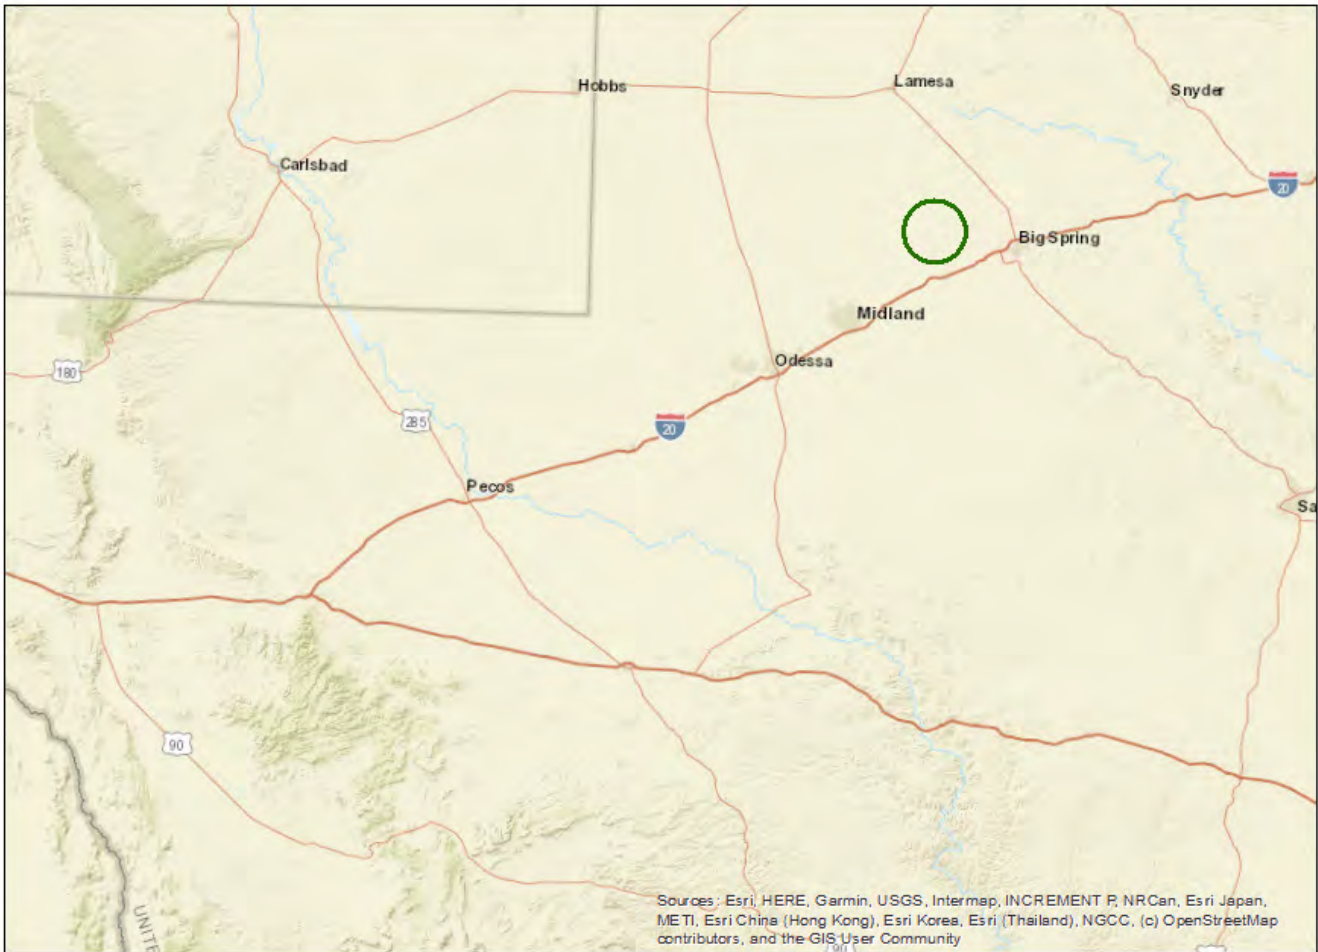 Hobbs
Lamesa
Snyder
Carlsbad
20
Big Spring
Midland
Odessa
180
285
20
Pecos
Sa
90
UNITE
Sources: Esri, HERE, Garmin, USGS, Intermap, INCREMENT P, NRCan, Esri Japan,
METI, Esri China (Hong Kong), Esri Korea, Esri (Thailand), NGCC, (c) OpenStreetMap
contributors, and the GIS User Community
90